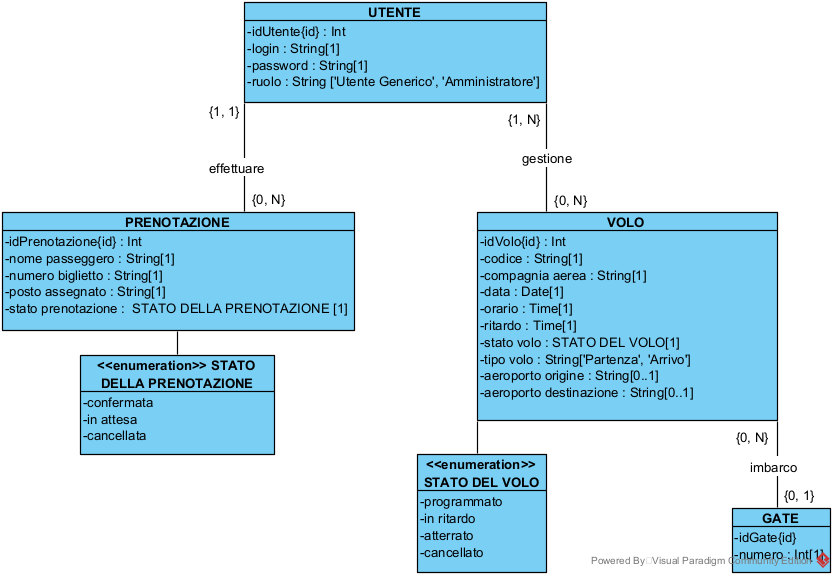 UTENTE
-idUtente{id} : Int
-login : String[1]
-password : String[1]
-ruolo : String ['Utente Generico', 'Amministratore']
{1, 1}
{1, N}
effettuare
gestione
{0, N}
{0, N}
PRENOTAZIONE
-idPrenotazione{id} : Int
-nome passeggero : String[1]
-numero biglietto : String[1]
-posto assegnato : String[1]
-stato prenotazione : STATO DELLA PRENOTAZIONE [1]
VOLO
-idVolo{id} : Int
-codice : String[1]
-compagnia aerea : String[1]
-data : Date[1]
-orario : Time[1]
-ritardo : Time[1]
-stato volo : STATO DEL VOLO[1]
-tipo volo : String['Partenza', 'Arrivo']
-aeroporto origine : String[0..1]
-aeroporto destinazione : String[0..1]
<<enumeration>> STATO
DELLA PRENOTAZIONE
-confermata
-in attesa
-cancellata
{0, N}
imbarco
{0, 1}
<<enumeration>>
STATO DEL VOLO
-programmato
-in ritardo
-atterrato
-cancellato
GATE
-idGate{id}
-numero : Int[1]
Powered By Visual Paradigm Community Edition